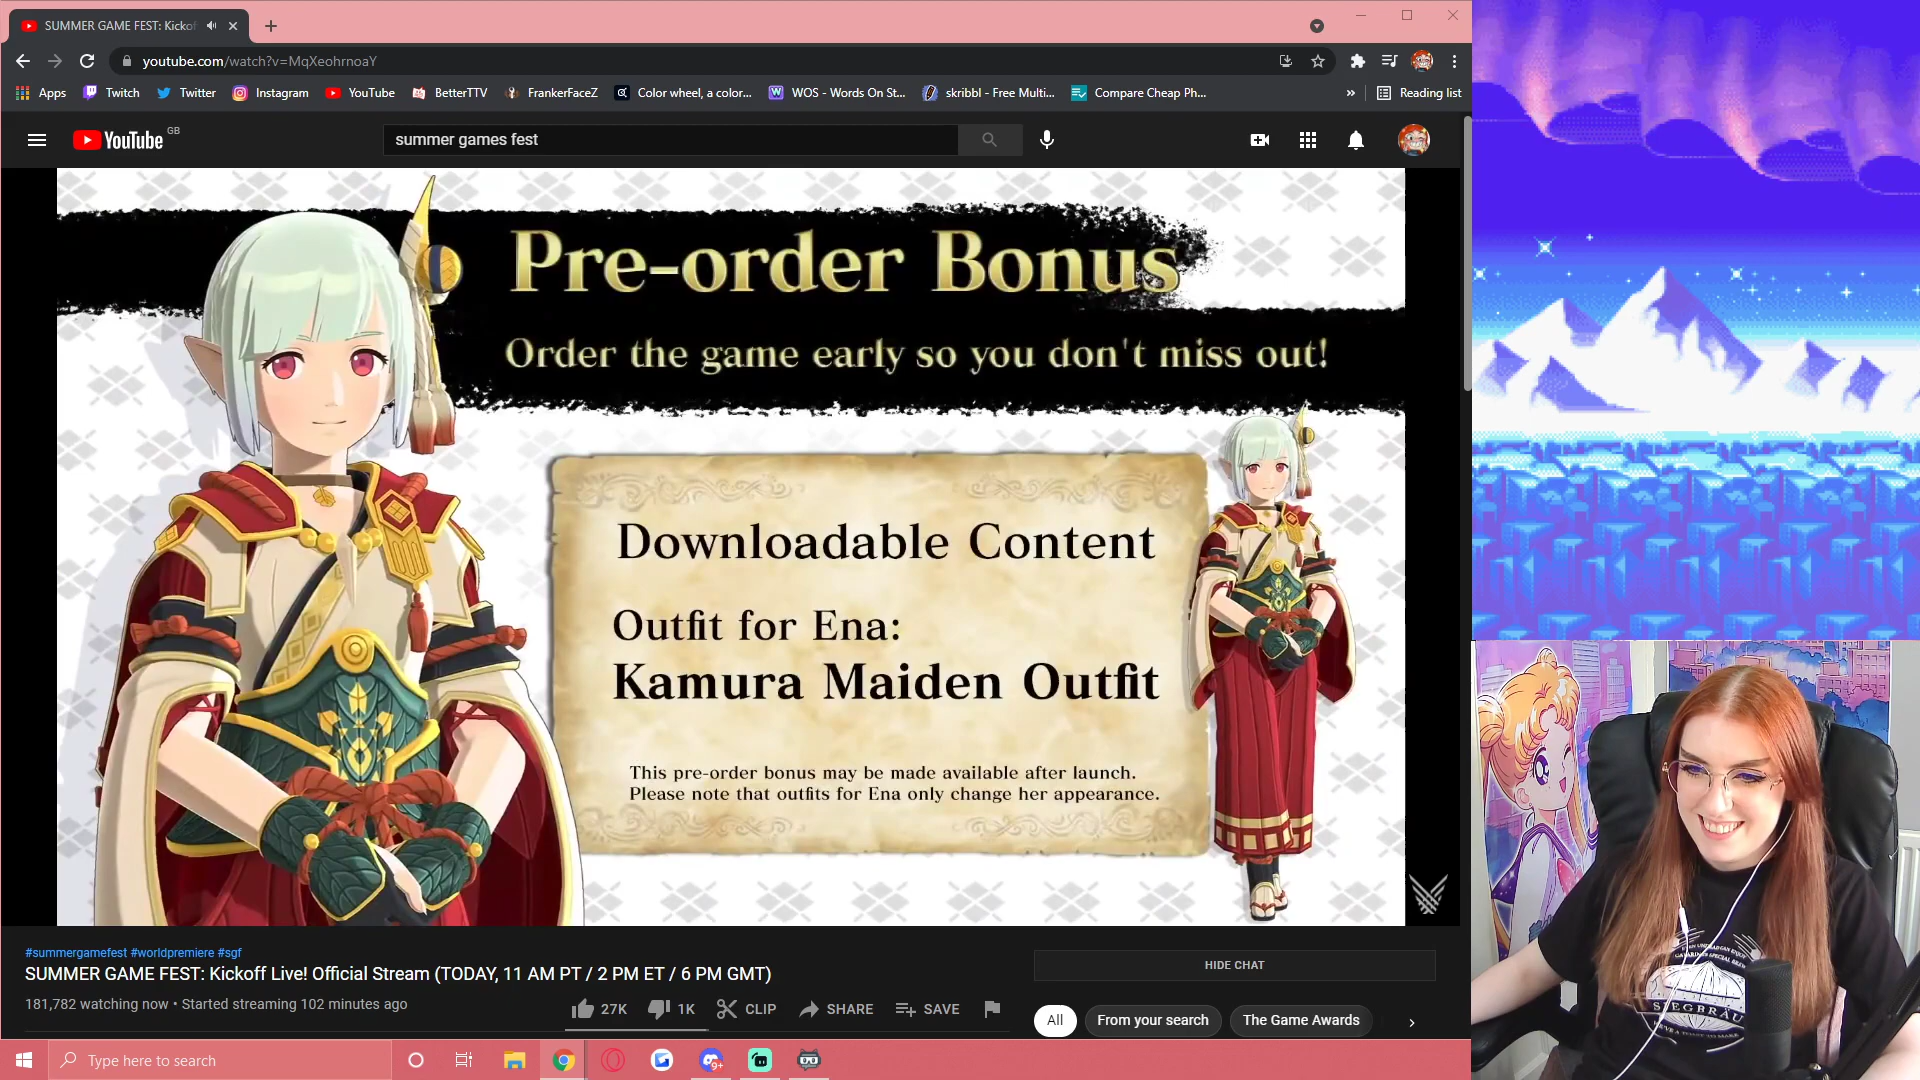 SUMMER GAME FEST: Kicko
youtube.com/watch?v=MqXeohrnoaY
Apps Twitch Twitter Instagram YouTube BetterTTV FrankerFaceZ Color wheel, a color... WOS - Words On St... skribbl - Free Multi... Compare Cheap Ph... » Reading list
YouTube GB
summer games fest
Pre-order Bonus
Order the game early so you don't miss out!
Downloadable Content
Outfit for Ena:
Kamura Maiden Outfit
This pre-order bonus may be made available after launch.
Please note that outfits for Ena only change her appearance.
#summergamefest #worldpremiere #sgf
SUMMER GAME FEST: Kickoff Live! Official Stream (TODAY, 11 AM PT / 2 PM ET / 6 PM GMT)
181,782 watching now • Started streaming 102 minutes ago
27K 1K CLIP SHARE SAVE
HIDE CHAT
All From your search The Game Awards
Type here to search
9+
SIEGBRÄU